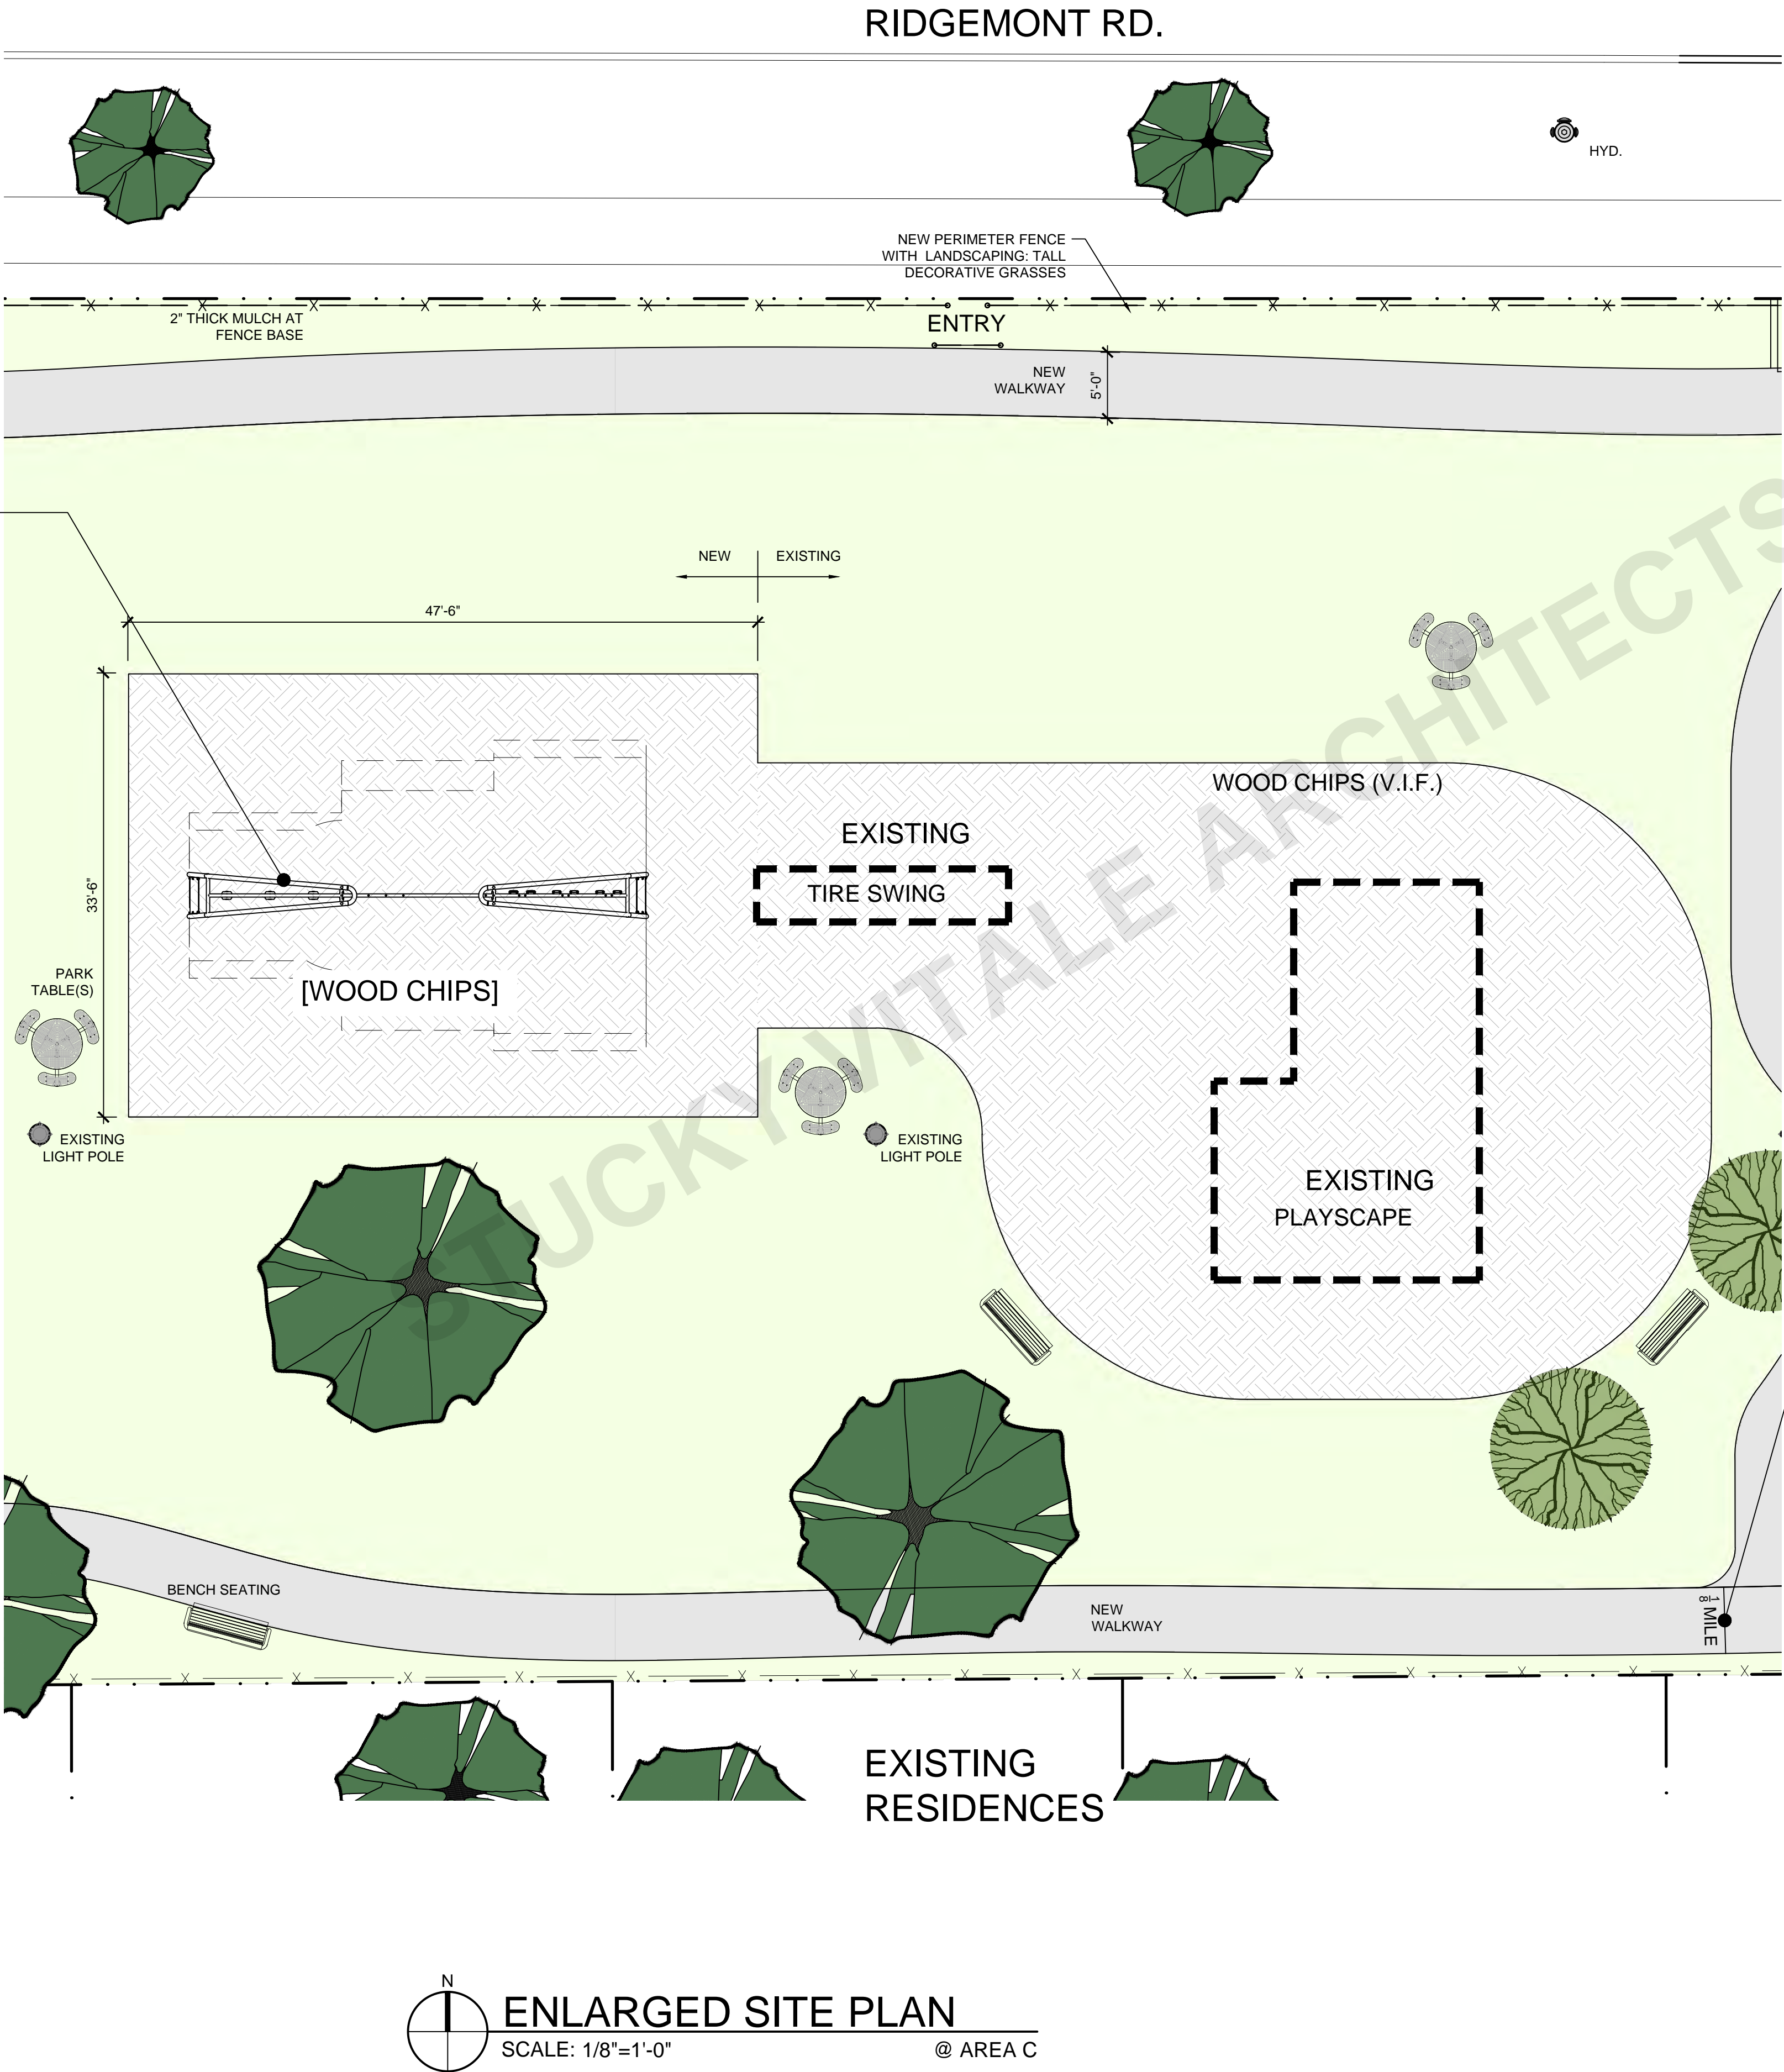 RIDGEMONT RD.
HYD.
NEW PERIMETER FENCE
WITH LANDSCAPING: TALL
DECORATIVE GRASSES
2" THICK MULCH AT
FENCE BASE
ENTRY
NEW
WALKWAY
5'-0"
NEW
EXISTING
47'-6"
33'-6"
WOOD CHIPS (V.I.F.)
EXISTING
TIRE SWING
[WOOD CHIPS]
PARK
TABLE(S)
EXISTING
LIGHT POLE
EXISTING
LIGHT POLE
EXISTING
PLAYSCAPE
STUCKY VITALE ARCHITECTS
BENCH SEATING
NEW
WALKWAY
1/8 MILE
EXISTING
RESIDENCES
N
ENLARGED SITE PLAN
SCALE: 1/8"=1'-0"
@ AREA C